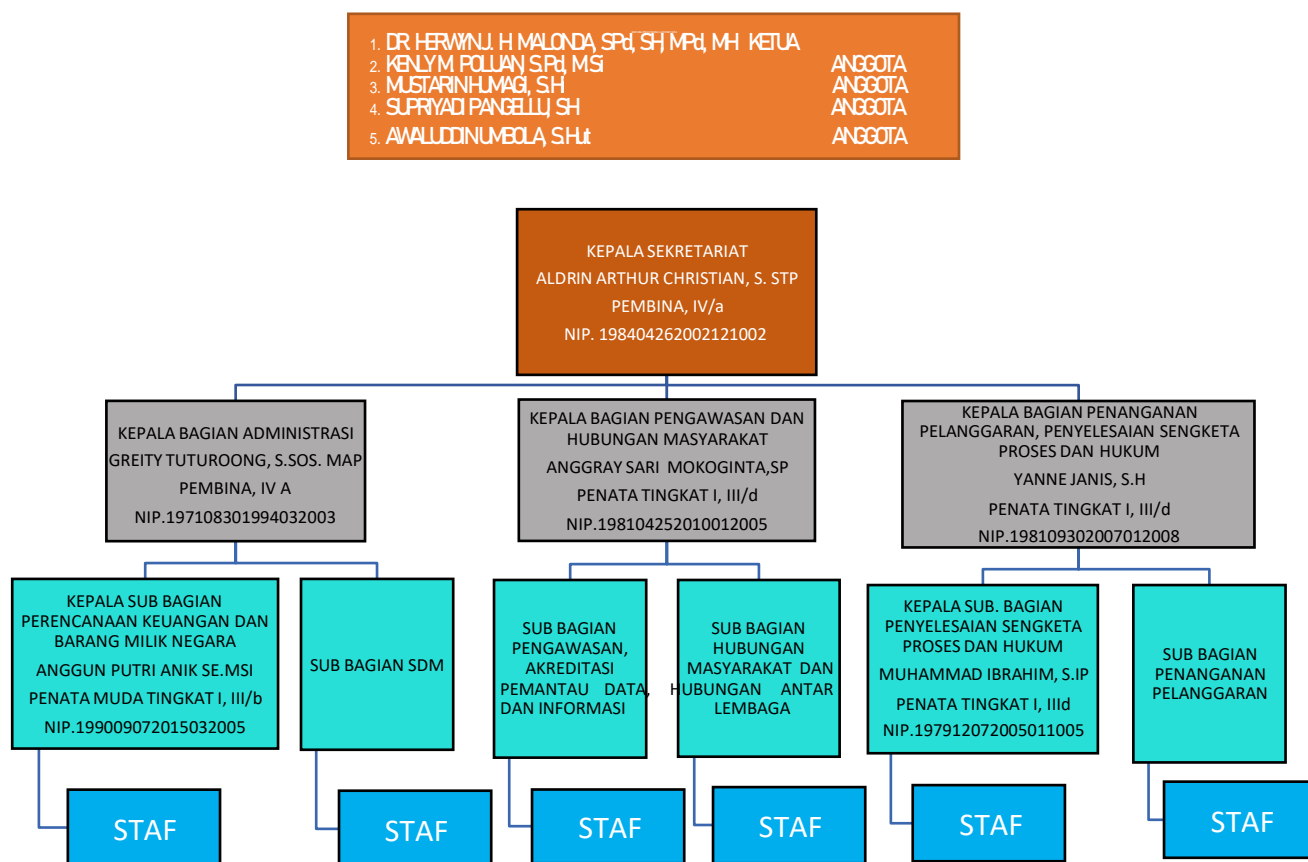 1. DR. HERWYN J. H. MALONDA, SPd, SH, MPd, MH KETUA
2. KENLY M. POLUAN, S.Pd, M.Si ANGGOTA
3. MUSTARIN HUMAGI, S.H ANGGOTA
4. SUPRIYADI PANGELLU, SH ANGGOTA
5. AWALUDDIN UMBOLA, S.Hut ANGGOTA
KEPALA SEKRETARIAT
ALDRIN ARTHUR CHRISTIAN, S. STP
PEMBINA, IV/a
NIP. 198404262002121002
KEPALA BAGIAN ADMINISTRASI
GREITY TUTUROONG, S.SOS. MAP
PEMBINA, IV A
NIP.197108301994032003
KEPALA BAGIAN PENGAWASAN DAN
HUBUNGAN MASYARAKAT
ANGGRAY SARI MOKOGINTA,SP
PENATA TINGKAT I, III/d
NIP.198104252010012005
KEPALA BAGIAN PENANGANAN
PELANGGARAN, PENYELESAIAN SENGKETA
PROSES DAN HUKUM
YANNE JANIS, S.H
PENATA TINGKAT I, III/d
NIP.198109302007012008
KEPALA SUB BAGIAN
PERENCANAAN KEUANGAN DAN
BARANG MILIK NEGARA
ANGGUN PUTRI ANIK SE.MSI
PENATA MUDA TINGKAT I, III/b
NIP.199009072015032005
SUB BAGIAN SDM
SUB BAGIAN
PENGAWASAN,
AKREDITASI
PEMANTAU DATA,
DAN INFORMASI
SUB BAGIAN
HUBUNGAN
MASYARAKAT DAN
HUBUNGAN ANTAR
LEMBAGA
KEPALA SUB. BAGIAN
PENYELESAIAN SENGKETA
PROSES DAN HUKUM
MUHAMMAD IBRAHIM, S.IP
PENATA TINGKAT I, IIId
NIP.197912072005011005
SUB BAGIAN
PENANGANAN
PELANGGARAN
STAF
STAF
STAF
STAF
STAF
STAF